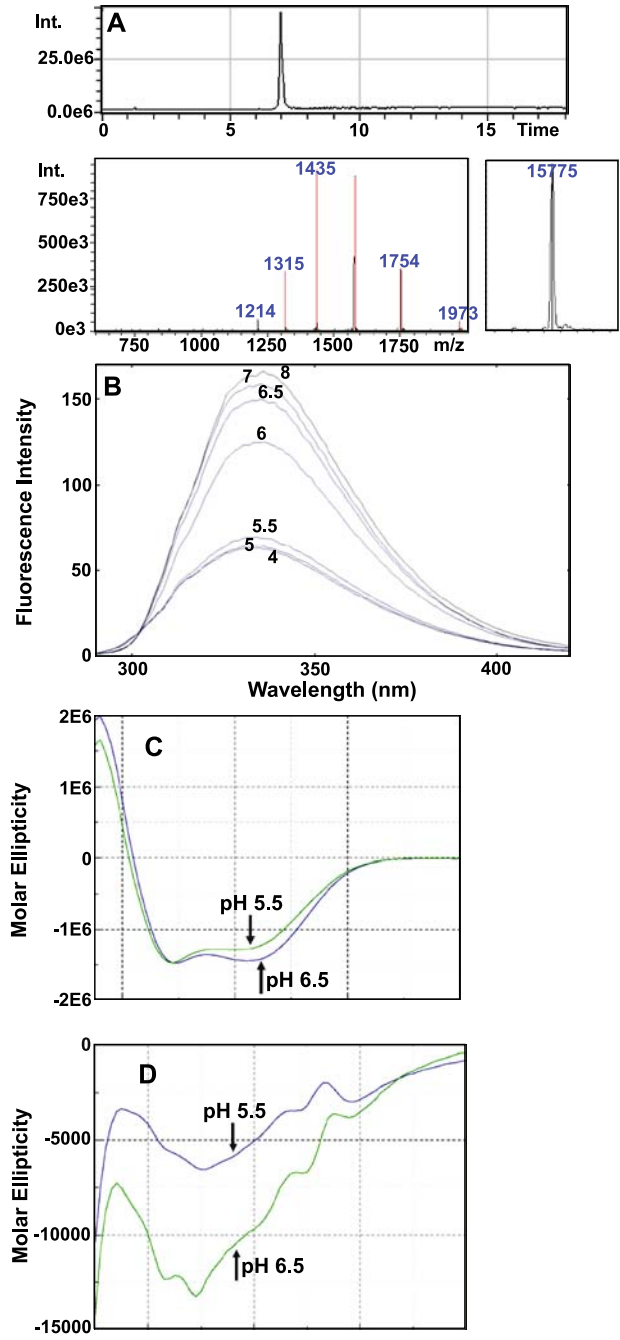 Int.
A
25.0e6
0.0e6
0 5 10 15 Time
Int.
750e3
500e3
250e3
0e3
1435
1315
1754
1214
1973
750 1000 1250 1500 1750 m/z
15775
B
Fluorescence Intensity
150
100
50
0
7 8
6.5
6
5.5
5
4
300 350 400
Wavelength (nm)
C
Molar Ellipticity
2E6
1E6
0
-1E6
-2E6
pH 5.5
pH 6.5
D
Molar Ellipticity
0
-5000
-10000
-15000
pH 5.5
pH 6.5